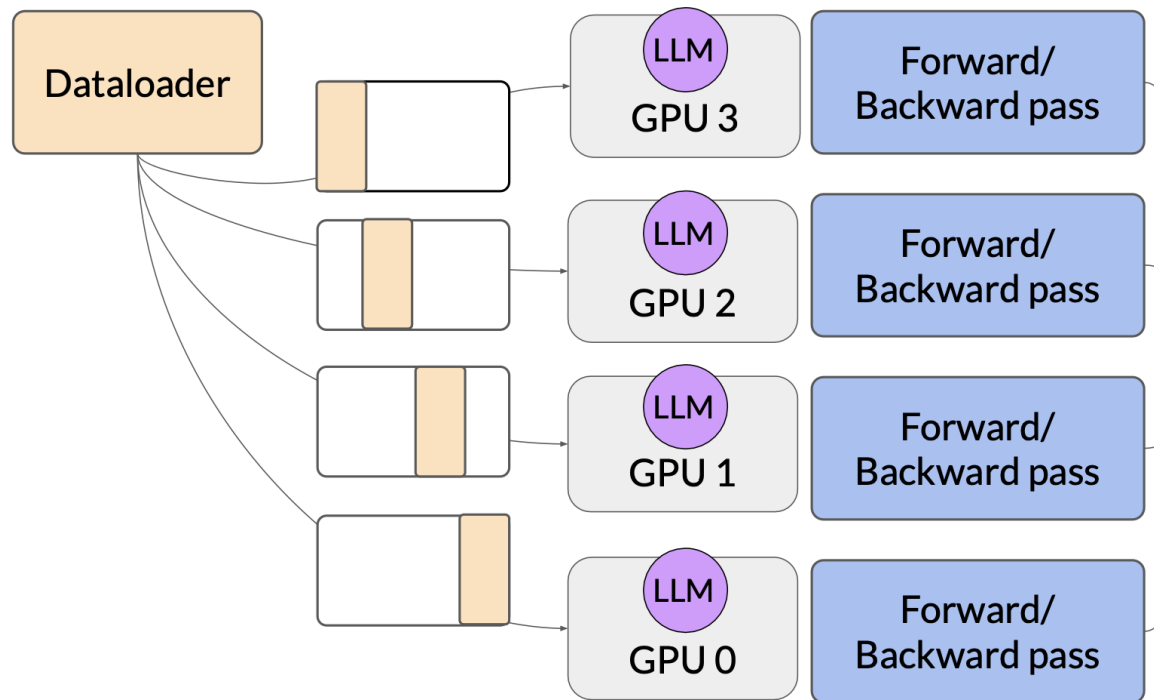 Dataloader
LLM
GPU 3
Forward/
Backward pass
LLM
GPU 2
Forward/
Backward pass
LLM
GPU 1
Forward/
Backward pass
LLM
GPU 0
Forward/
Backward pass